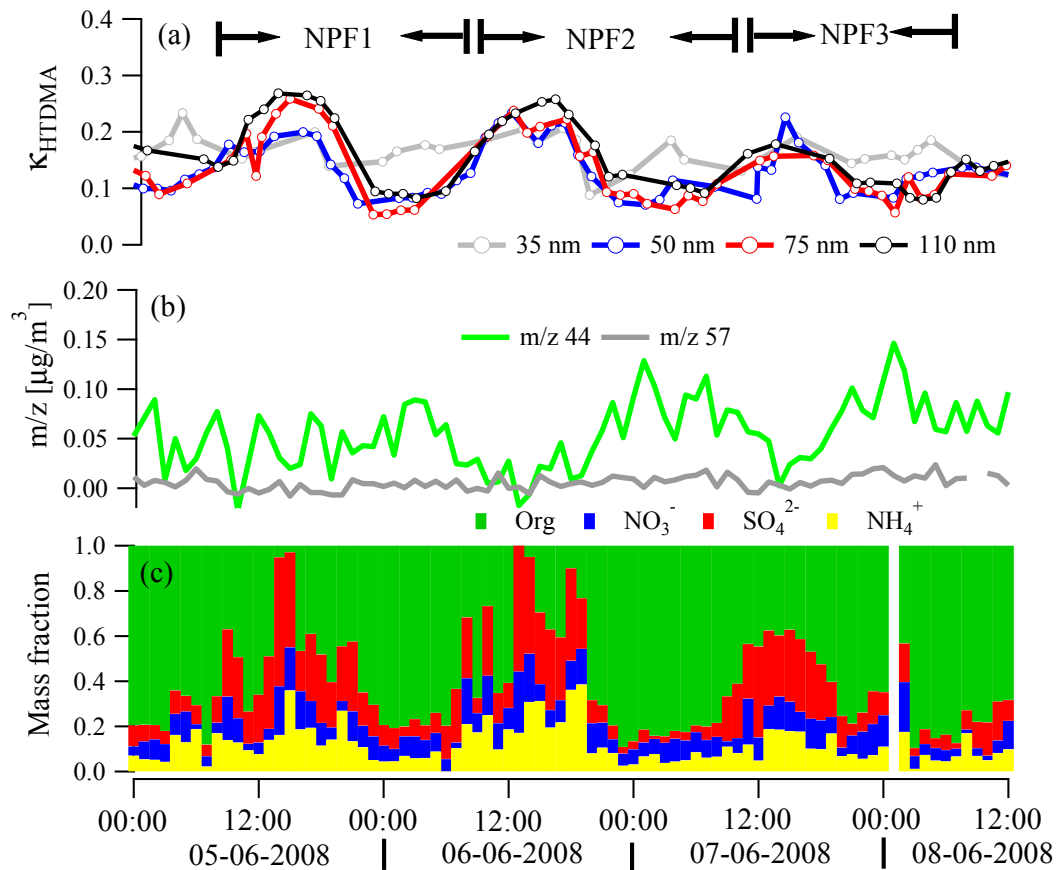 (a)
NPF1
NPF2
NPF3
κHTDMA
0.4
0.3
0.2
0.1
0.0
35 nm
50 nm
75 nm
110 nm
(b)
m/z [μg/m³]
0.20
0.15
0.10
0.05
0.00
m/z 44
m/z 57
Org
NO₃⁻
SO₄²⁻
NH₄⁺
(c)
Mass fraction
1.0
0.8
0.6
0.4
0.2
0.0
00:00 12:00 00:00 12:00 00:00 12:00 00:00 12:00
05-06-2008 06-06-2008 07-06-2008 08-06-2008